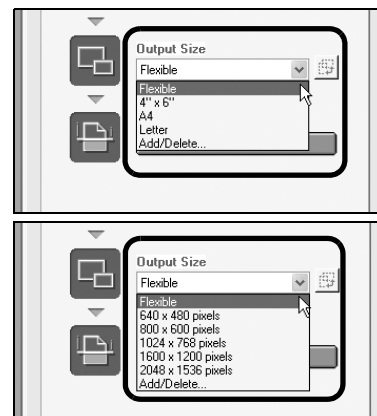 Output Size
Flexible
Flexible
4" x 6"
A4
Letter
Add/Delete...
Output Size
Flexible
Flexible
640 x 480 pixels
800 x 600 pixels
1024 x 768 pixels
1600 x 1200 pixels
2048 x 1536 pixels
Add/Delete...